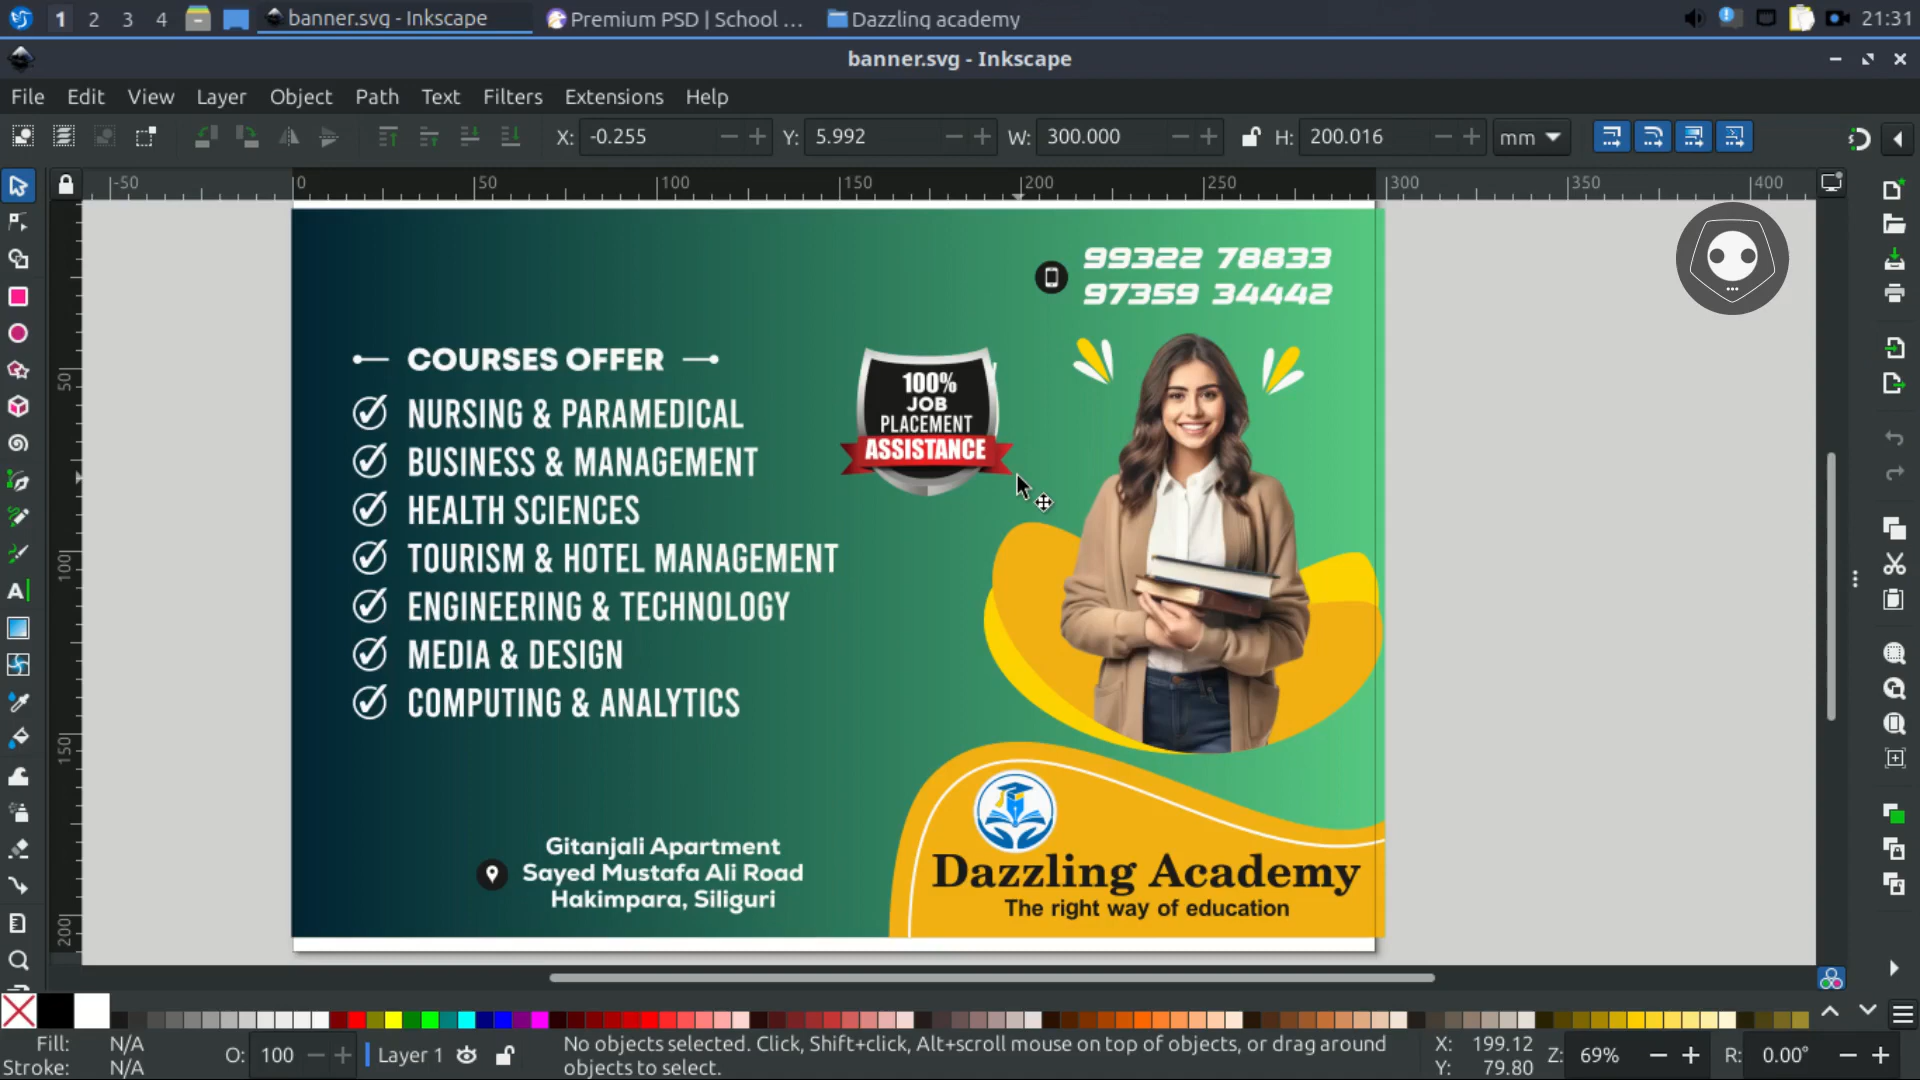 1
2
3
4
banner.svg - Inkscape
Premium PSD | School ...
Dazzling academy
21:31
banner.svg - Inkscape
File Edit View Layer Object Path Text Filters Extensions Help
X: -0.255 Y: 5.992 W: 300.000 H: 200.016 mm
-50 0 50 100 150 200 250 300 350 400
50
100
150
200
99322 78833
97359 34442
COURSES OFFER
NURSING & PARAMEDICAL
BUSINESS & MANAGEMENT
HEALTH SCIENCES
TOURISM & HOTEL MANAGEMENT
ENGINEERING & TECHNOLOGY
MEDIA & DESIGN
COMPUTING & ANALYTICS
100%
JOB
PLACEMENT
ASSISTANCE
Gitanjali Apartment
Sayed Mustafa Ali Road
Hakimpara, Siliguri
Dazzling Academy
The right way of education
Fill: N/A
Stroke: N/A
O: 100
Layer 1
No objects selected. Click, Shift+click, Alt+scroll mouse on top of objects, or drag around
objects to select.
X: 199.12
Y: 79.80
Z: 69%
R: 0.00°